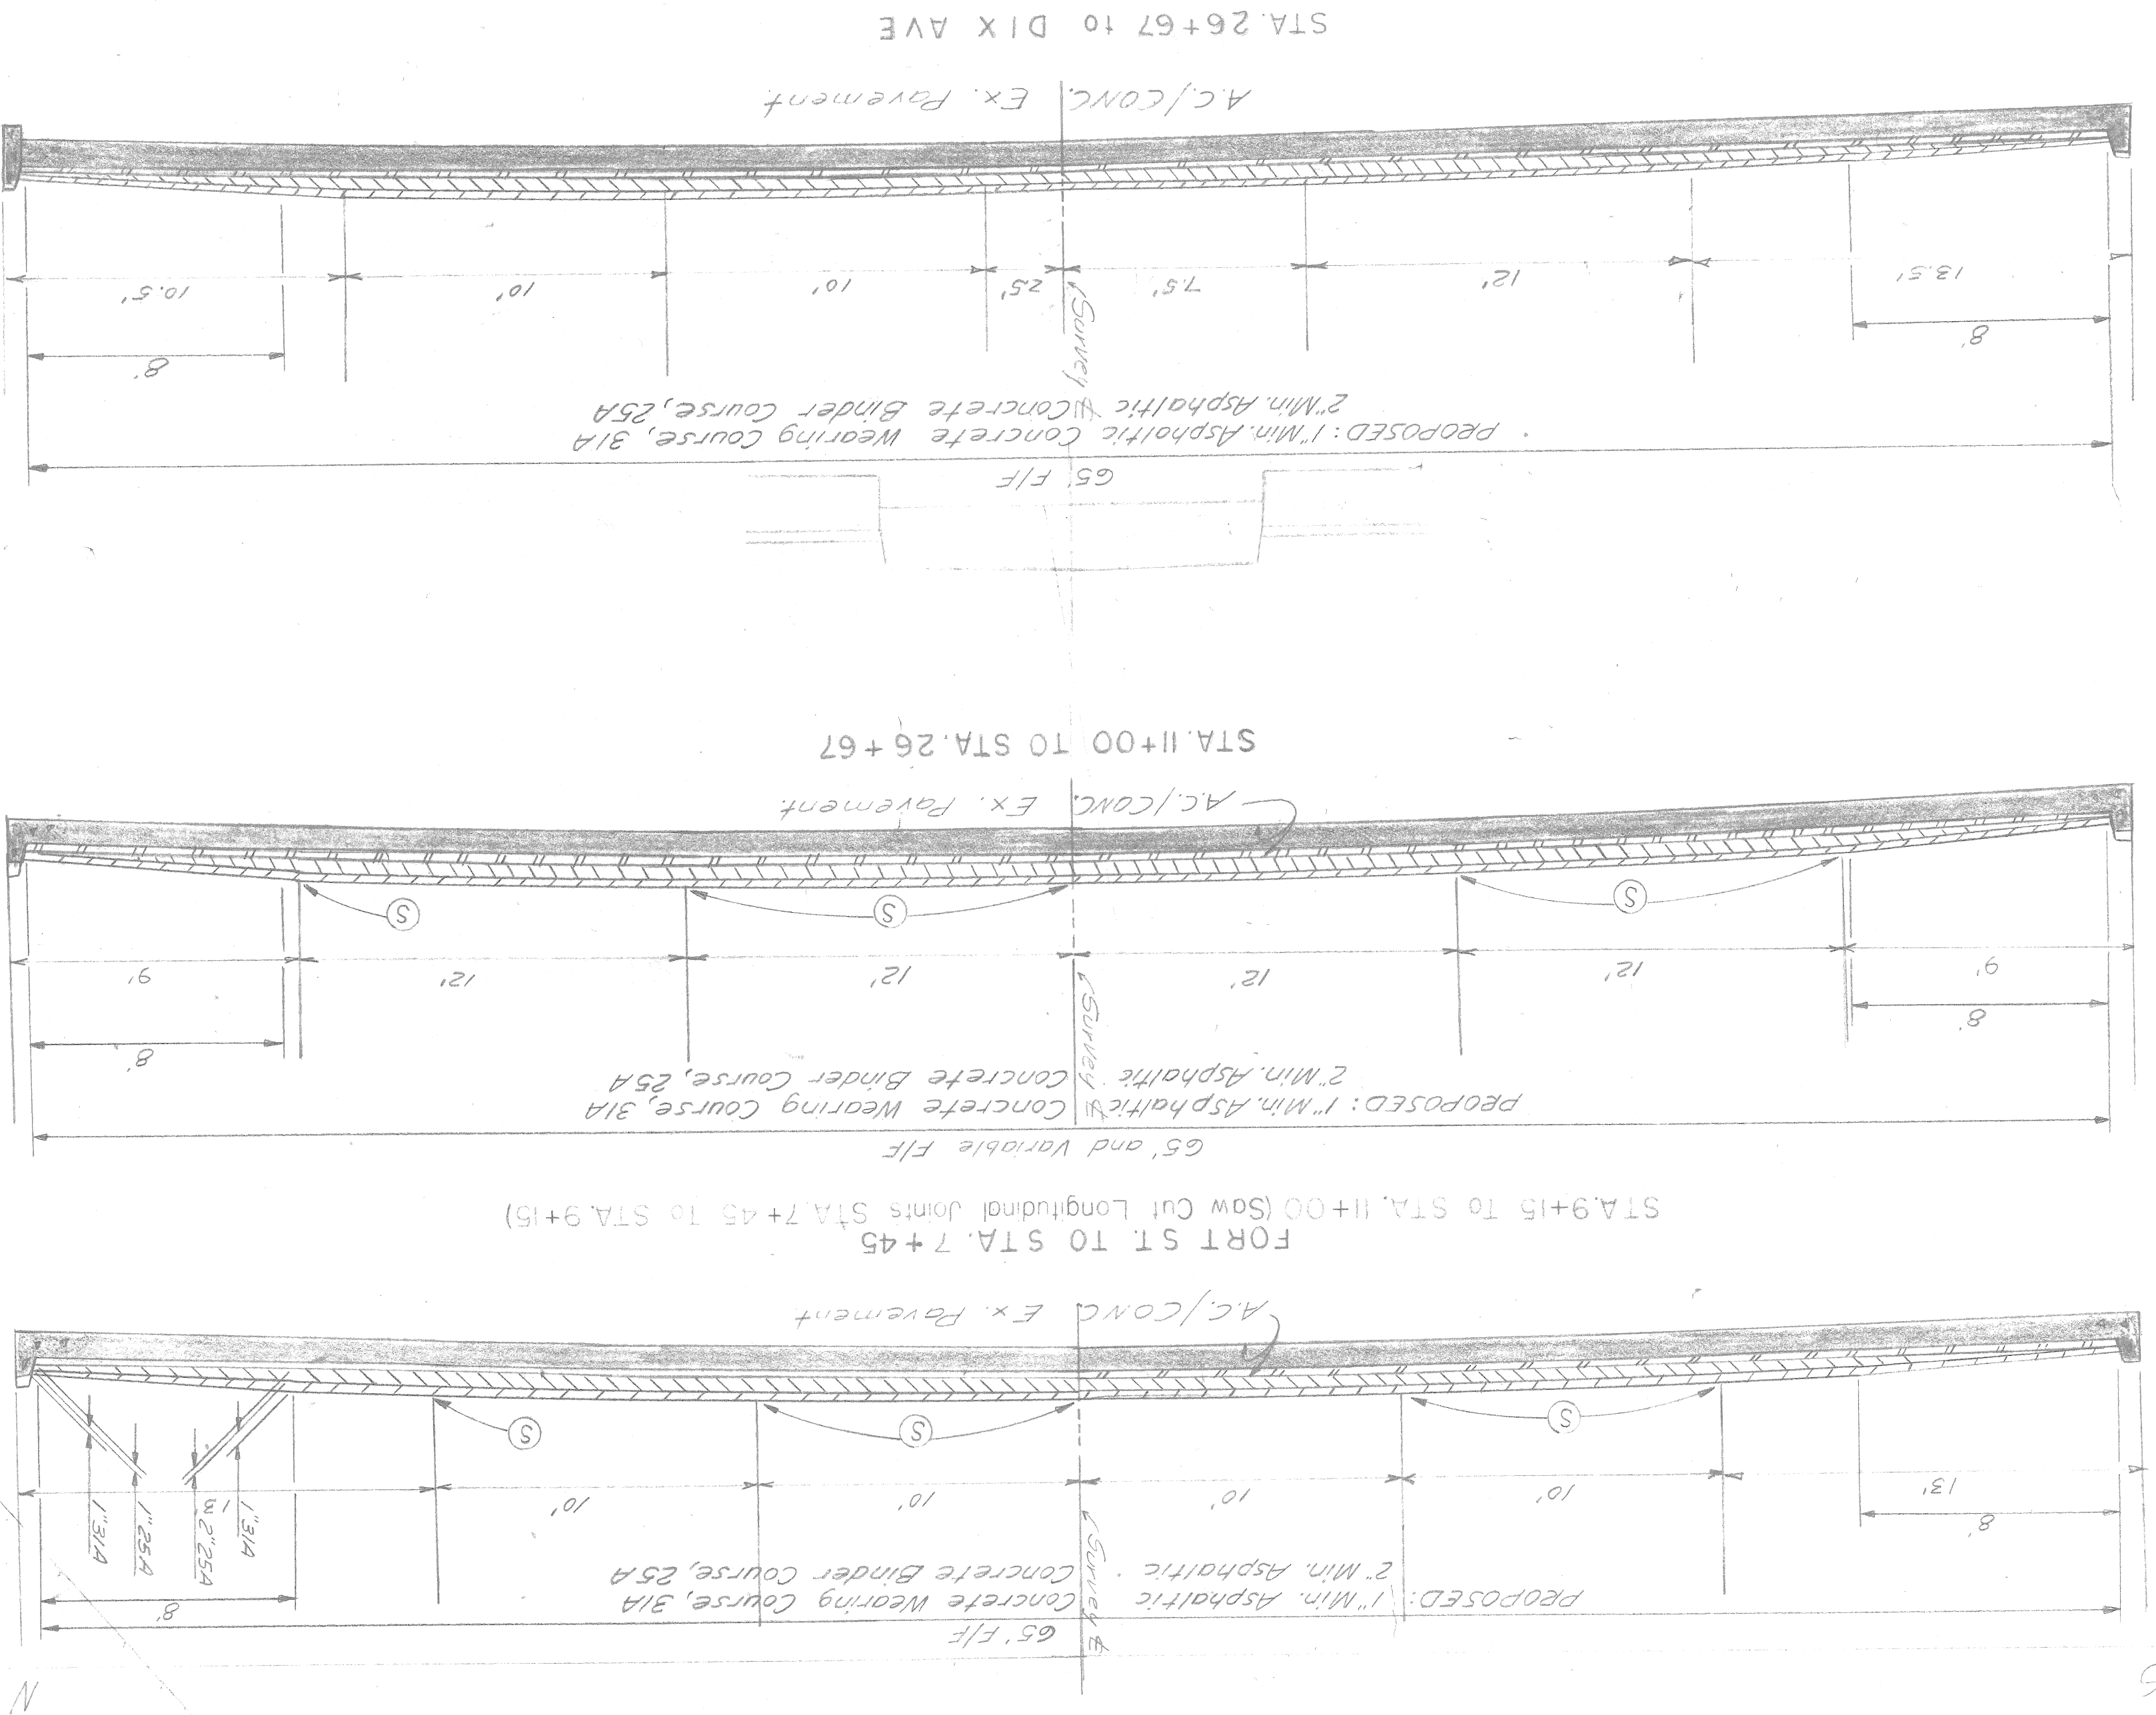 S N
65' F/F
PROPOSED: 1" Min. Asphaltic Concrete Wearing Course, 31A
2" Min. Asphaltic Concrete Binder Course, 25A
Survey ℄
8' 8'
13' 10' 10' 10' 10'
1" 31A 2" 25A 1" 25A 1" 31A
S S S
A.C./CONC. Ex. Pavement
FORT ST. TO STA. 7+45
STA. 9+15 TO STA. 11+00 (Saw Cut Longitudinal Joints STA. 7+45 TO STA. 9+15)
65' and Variable F/F
PROPOSED: 1" Min. Asphaltic Concrete Wearing Course, 31A
2" Min. Asphaltic Concrete Binder Course, 25A
Survey ℄
8' 8'
9' 12' 12' 12' 12' 9'
S S S
A.C./CONC. Ex. Pavement
STA. 11+00 TO STA. 26+67
65' F/F
PROPOSED: 1" Min. Asphaltic Concrete Wearing Course, 31A
2" Min. Asphaltic Concrete Binder Course, 25A
Survey ℄
8' 8'
13.5' 12' 7.5' 2.5' 10' 10' 10.5'
A.C./CONC. Ex. Pavement
STA. 26+67 to DIX AVE